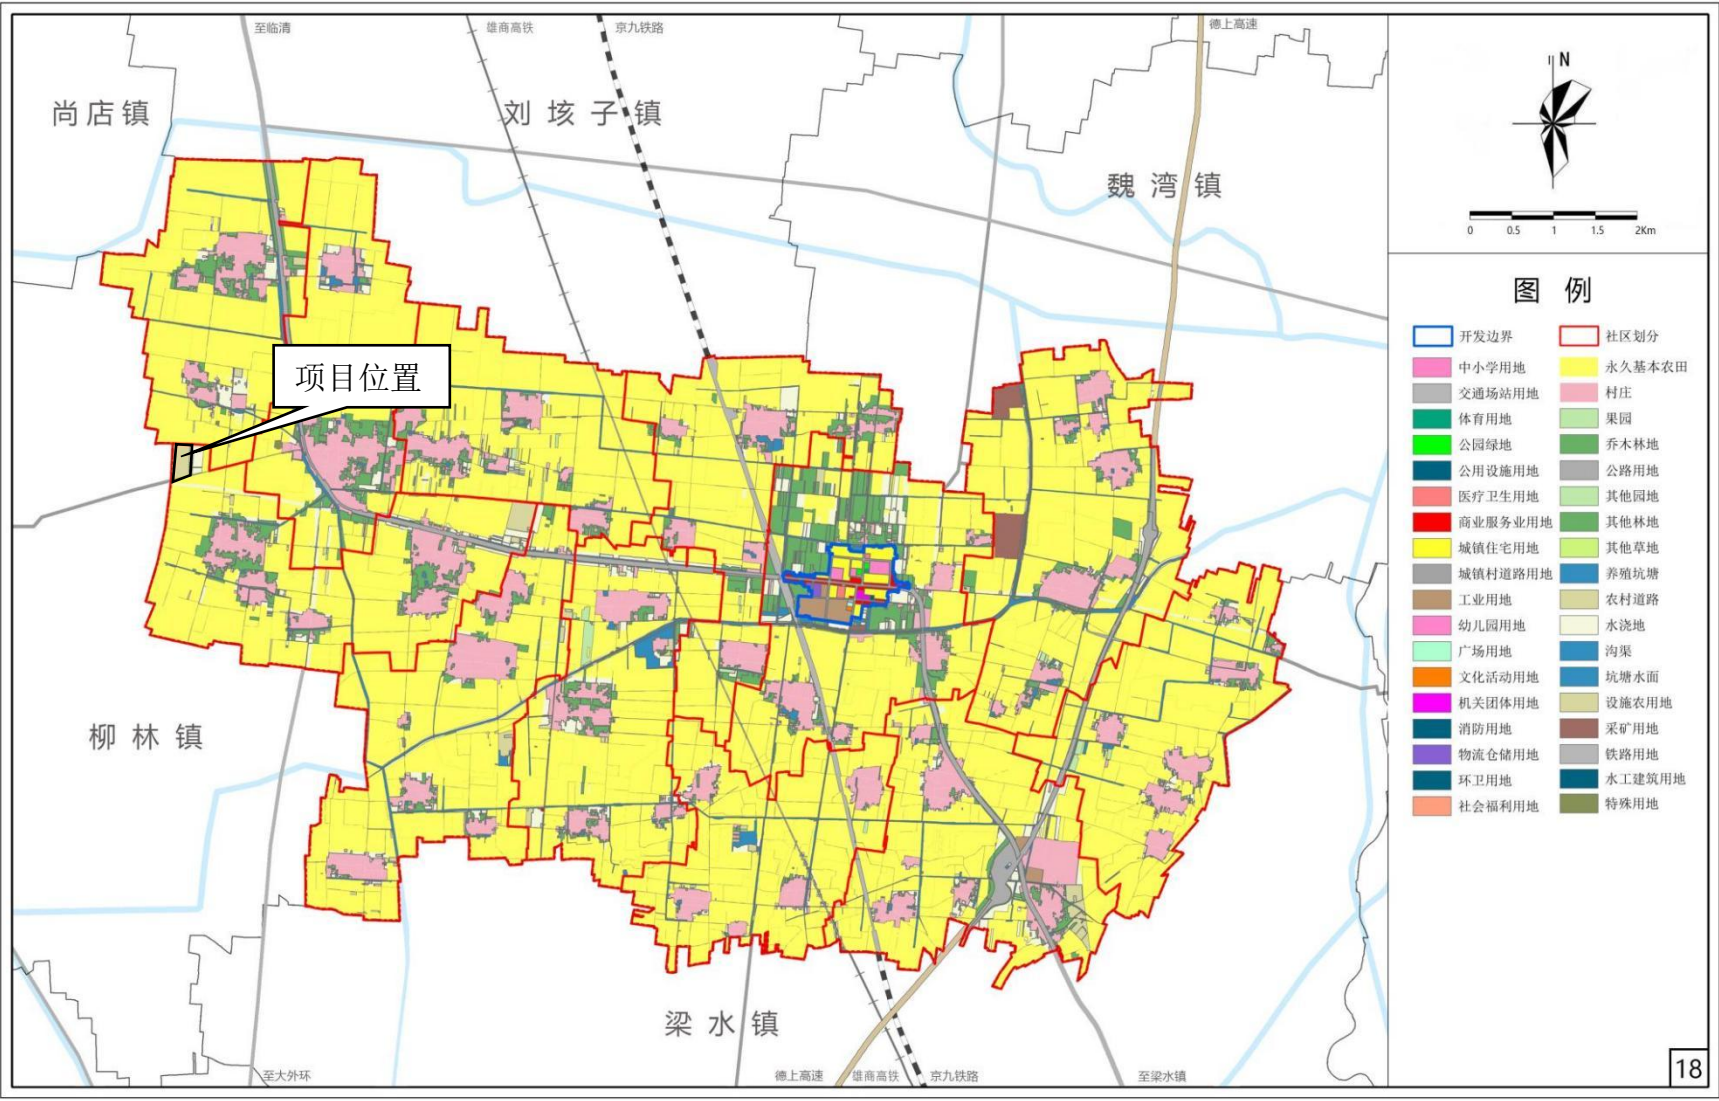 至临清
雄商高铁
京九铁路
德上高速
尚店镇
刘垓子镇
魏湾镇
项目位置
柳林镇
梁水镇
至大外环
德上高速
雄商高铁
京九铁路
至梁水镇
N
0 0.5 1 1.5 2Km
图 例
开发边界
社区划分
中小学用地
永久基本农田
交通场站用地
村庄
体育用地
果园
公园绿地
乔木林地
公用设施用地
公路用地
医疗卫生用地
其他园地
商业服务业用地
其他林地
城镇住宅用地
其他草地
城镇村道路用地
养殖坑塘
工业用地
农村道路
幼儿园用地
水浇地
广场用地
沟渠
文化活动用地
坑塘水面
机关团体用地
设施农用地
消防用地
采矿用地
物流仓储用地
铁路用地
环卫用地
水工建筑用地
社会福利用地
特殊用地
18